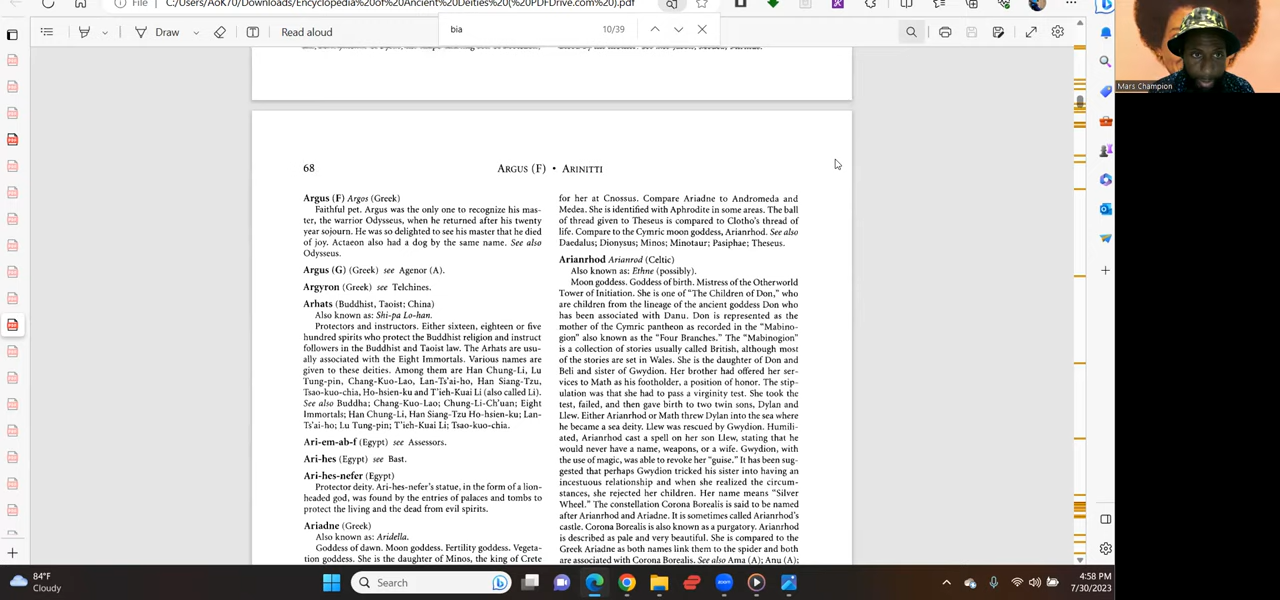 File
C:/Users/AoK70/Downloads/Encyclopedia%20of%20Ancient%20Deities%20(%20PDFDrive.com%20).pdf
Draw
Read aloud
bia
10/39
Mars Champion
68
ARGUS (F) • ARINITTI
Argus (F) Argos (Greek)
Faithful pet. Argus was the only one to recognize his mas-
ter, the warrior Odysseus, when he returned after his twenty
year sojourn. He was so delighted to see his master that he died
of joy. Actaeon also had a dog by the same name. See also
Odysseus.
Argus (G) (Greek) see Agenor (A).
Argyron (Greek) see Telchines.
Arhats (Buddhist, Taoist; China)
Also known as: Shi-pa Lo-han.
Protectors and instructors. Either sixteen, eighteen or five
hundred spirits who protect the Buddhist religion and instruct
followers in the Buddhist and Taoist law. The Arhats are usu-
ally associated with the Eight Immortals. Various names are
given to these deities. Among them are Han Chung-Li, Lu
Tung-pin, Chang-Kuo-Lao, Lan-Ts'ai-ho, Han Siang-Tzu,
Tsao-kuo-chia, Ho-hsien-ku and T'ieh-Kuai Li (also called Li).
See also Buddha; Chang-Kuo-Lao; Chung-Li-Ch'uan; Eight
Immortals; Han Chung-Li, Han Siang-Tzu Ho-hsien-ku; Lan-
Ts'ai-ho; Lu Tung-pin; T'ieh-Kuai Li; Tsao-kuo-chia.
Ari-em-ab-f (Egypt) see Assessors.
Ari-hes (Egypt) see Bast.
Ari-hes-nefer (Egypt)
Protector deity. Ari-hes-nefer's statue, in the form of a lion-
headed god, was found by the entries of palaces and tombs to
protect the living and the dead from evil spirits.
Ariadne (Greek)
Also known as: Aridella.
Goddess of dawn. Moon goddess. Fertility goddess. Vegeta-
tion goddess. She is the daughter of Minos, the king of Crete
for her at Cnossus. Compare Ariadne to Andromeda and
Medea. She is identified with Aphrodite in some areas. The ball
of thread given to Theseus is compared to Clotho's thread of
life. Compare to the Cymric moon goddess, Arianrhod. See also
Daedalus; Dionysus; Minos; Minotaur; Pasiphae; Theseus.
Arianrhod Arianrod (Celtic)
Also known as: Ethne (possibly).
Moon goddess. Goddess of birth. Mistress of the Otherworld
Tower of Initiation. She is one of "The Children of Don," who
are children from the lineage of the ancient goddess Don who
has been associated with Danu. Don is represented as the
mother of the Cymric pantheon as recorded in the "Mabino-
gion" also known as the "Four Branches." The "Mabinogion"
is a collection of stories usually called British, although most
of the stories are set in Wales. She is the daughter of Don and
Beli and sister of Gwydion. Her brother had offered her ser-
vices to Math as his footholder, a position of honor. The stip-
ulation was that she had to pass a virginity test. She took the
test, failed, and then gave birth to two twin sons, Dylan and
Llew. Either Arianrhod or Math threw Dylan into the sea where
he became a sea deity. Llew was rescued by Gwydion. Humili-
ated, Arianrhod cast a spell on her son Llew, stating that he
would never have a name, weapons, or a wife. Gwydion, with
the use of magic, was able to revoke her "guise." It has been sug-
gested that perhaps Gwydion tricked his sister into having an
incestuous relationship and when she realized the circum-
stances, she rejected her children. Her name means "Silver
Wheel." The constellation Corona Borealis is said to be named
after Arianrhod and Ariadne. It is sometimes called Arianrhod's
castle. Corona Borealis is also known as a purgatory. Arianrhod
is described as pale and very beautiful. She is compared to the
Greek Ariadne as both names link them to the spider and both
are associated with Corona Borealis. See also Ama (A); Anu (A);
84°F
Cloudy
Search
4:58 PM
7/30/2023